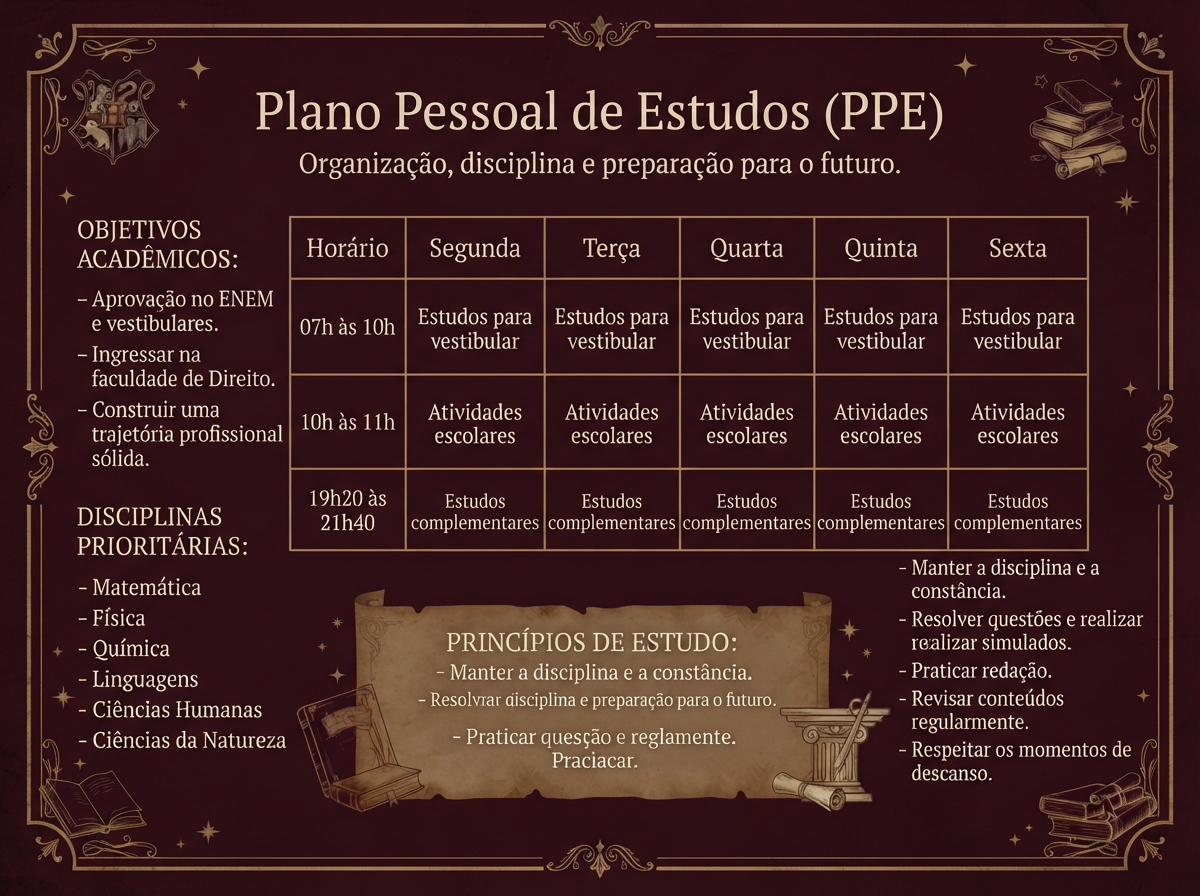 Plano Pessoal de Estudos (PPE)
Organização, disciplina e preparação para o futuro.
OBJETIVOS
ACADÊMICOS:
– Aprovação no ENEM
e vestibulares.
– Ingressar na
faculdade de Direito.
– Construir uma
trajetória profissional
sólida.
DISCIPLINAS
PRIORITÁRIAS:
- Matemática
- Física
- Química
- Linguagens
- Ciências Humanas
- Ciências da Natureza
Horário Segunda Terça Quarta Quinta Sexta
07h às 10h
Estudos para
vestibular
Estudos para
vestibular
Estudos para
vestibular
Estudos para
vestibular
Estudos para
vestibular
10h às 11h
Atividades
escolares
Atividades
escolares
Atividades
escolares
Atividades
escolares
Atividades
escolares
19h20 às
21h40
Estudos
complementares
Estudos
complementares
Estudos
complementares
Estudos
complementares
Estudos
complementares
PRINCÍPIOS DE ESTUDO:
- Manter a disciplina e a constância.
- Resolvrar disciplina e preparação para o futuro.
- Praticar quesção e reglamente.
Praciacar.
- Manter a disciplina e a
constância.
- Resolver questões e realizar
realizar simulados.
- Praticar redação.
- Revisar conteúdos
regularmente.
- Respeitar os momentos de
descanso.